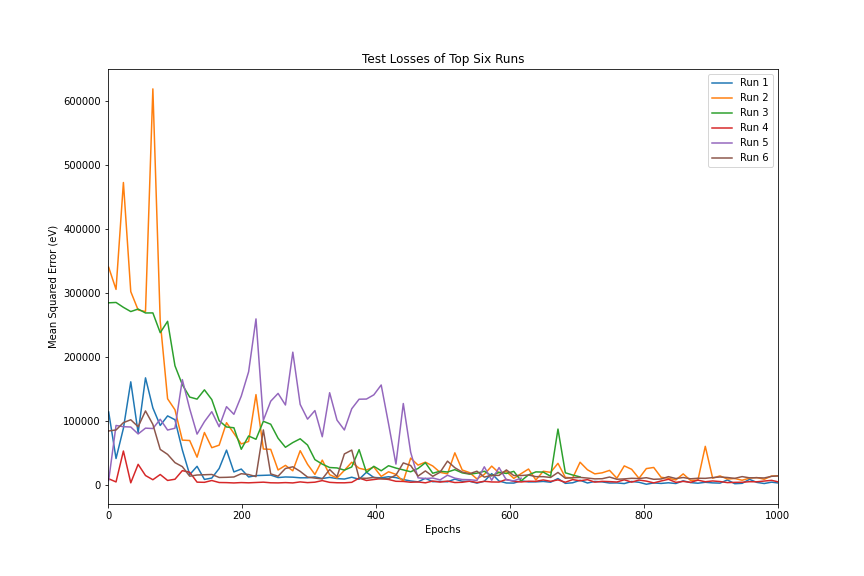 Test Losses of Top Six Runs
Mean Squared Error (eV)
600000
500000
400000
300000
200000
100000
0
0
200
400
600
800
1000
Epochs
Run 1
Run 2
Run 3
Run 4
Run 5
Run 6